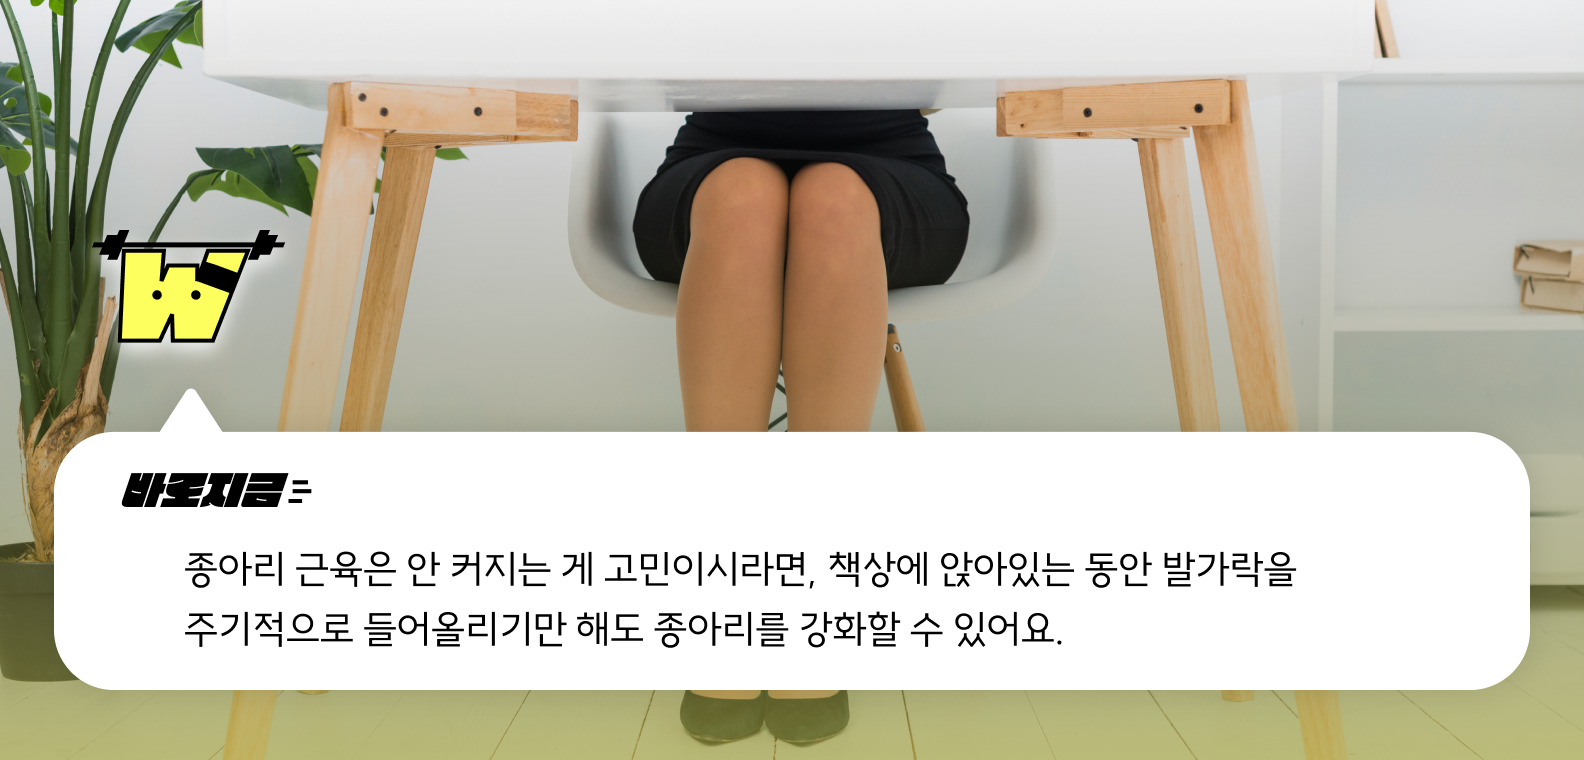 W
바로지금
종아리 근육은 안 커지는 게 고민이시라면, 책상에 앉아있는 동안 발가락을
주기적으로 들어올리기만 해도 종아리를 강화할 수 있어요.